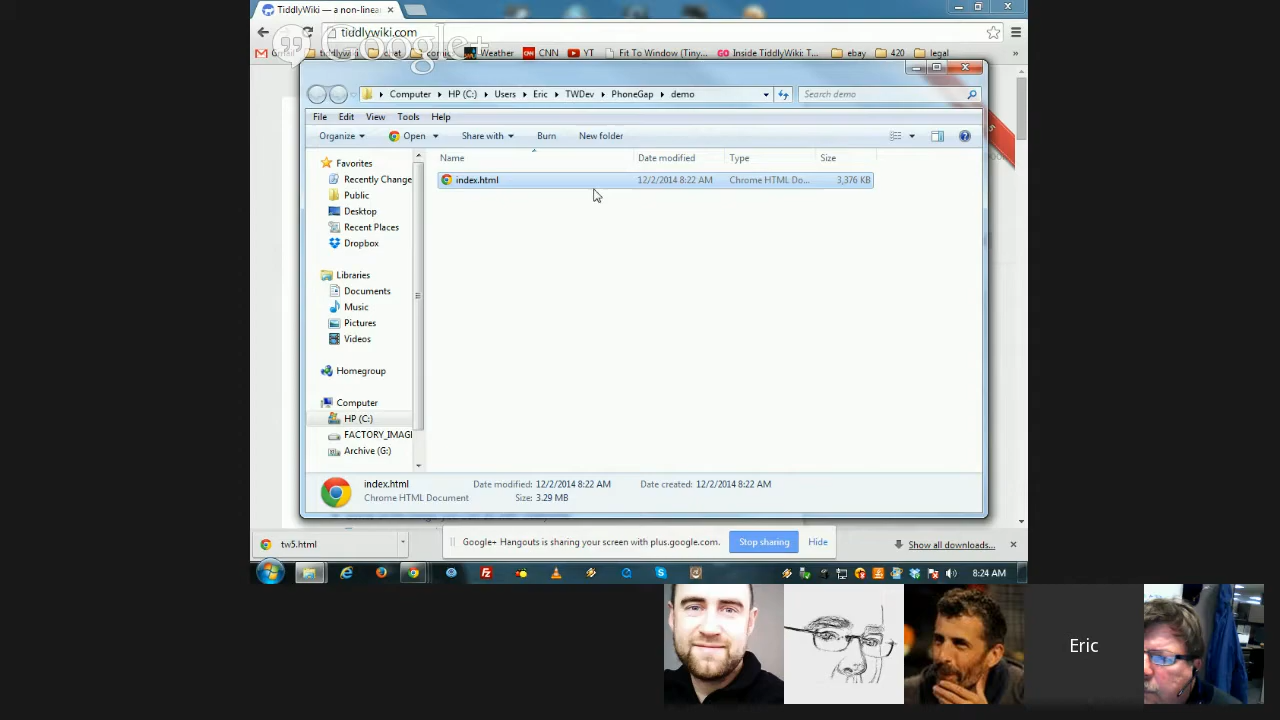 TiddlyWiki — a non-linea
tiddlywiki.com
Google+
Weather CNN YT Fit To Window (Tiny... Inside TiddlyWiki: T... ebay 420 legal »
Computer HP (C:) Users Eric TWDev PhoneGap demo
Search demo
File Edit View Tools Help
Organize Open Share with Burn New folder
Name Date modified Type Size
index.html 12/2/2014 8:22 AM Chrome HTML Do... 3,376 KB
Favorites
Recently Change
Public
Desktop
Recent Places
Dropbox
Libraries
Documents
Music
Pictures
Videos
Homegroup
Computer
HP (C:)
FACTORY_IMAG
Archive (G:)
index.html Date modified: 12/2/2014 8:22 AM Date created: 12/2/2014 8:22 AM
Chrome HTML Document Size: 3.29 MB
tw5.html
Google+ Hangouts is sharing your screen with plus.google.com. Stop sharing Hide
Show all downloads...
8:24 AM
Eric